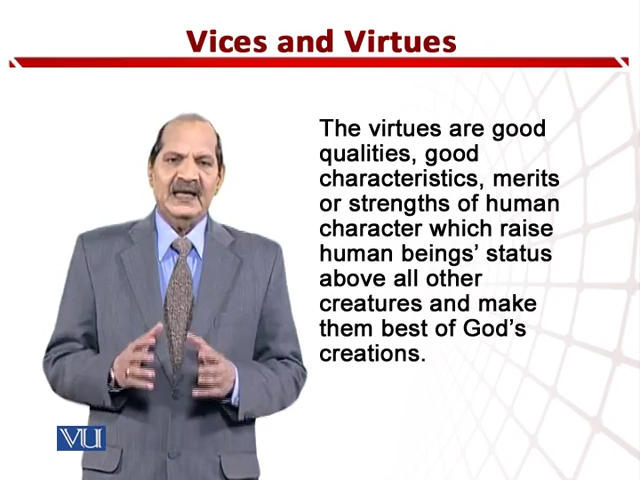 Vices and Virtues
The virtues are good
qualities, good
characteristics, merits
or strengths of human
character which raise
human beings’ status
above all other
creatures and make
them best of God’s
creations.
VU